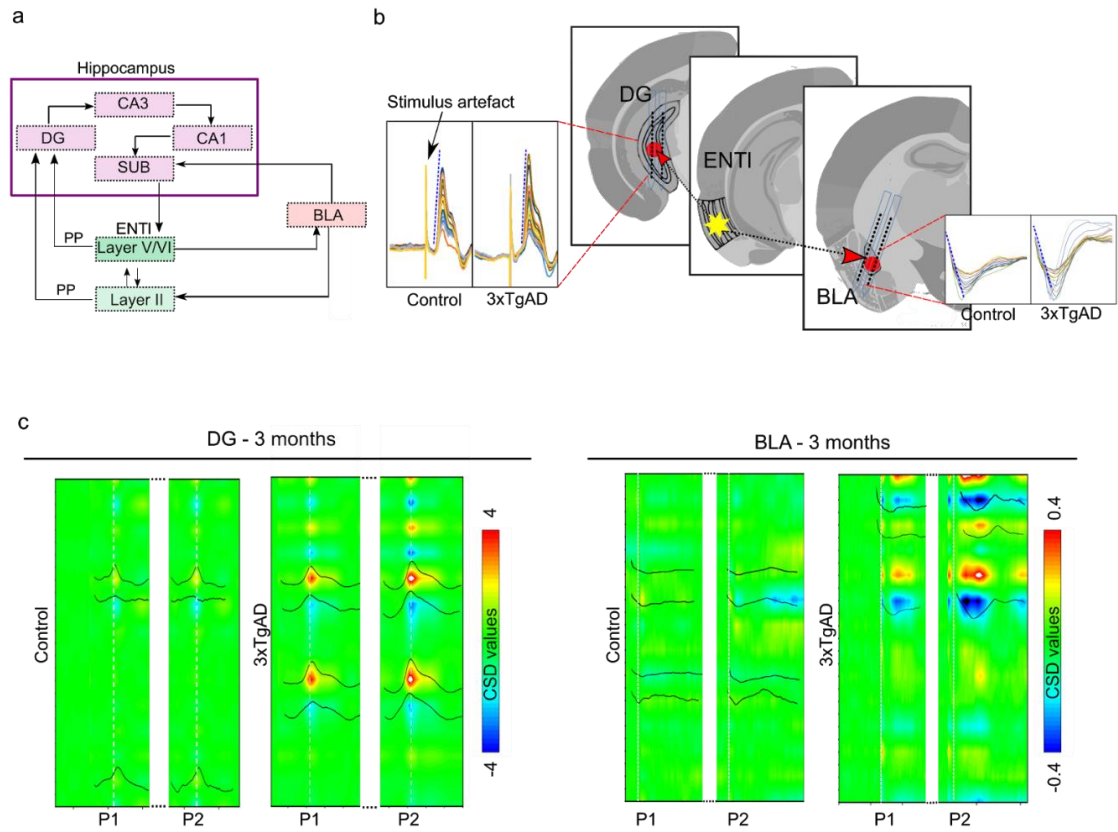 a
Hippocampus
CA3
DG
CA1
SUB
ENTl
BLA
PP
Layer V/VI
PP
Layer II
b
Stimulus artefact
Control
3xTgAD
DG
ENTl
BLA
Control
3xTgAD
c
DG - 3 months
Control
P1
P2
3xTgAD
P1
P2
4
CSD values
-4
BLA - 3 months
Control
P1
P2
3xTgAD
P1
P2
0.4
CSD values
-0.4